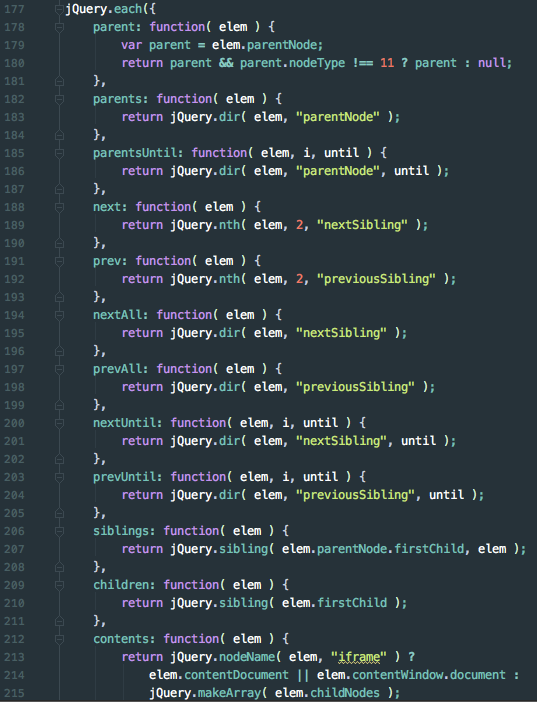 177 jQuery.each({
178     parent: function( elem ) {
179         var parent = elem.parentNode;
180         return parent && parent.nodeType !== 11 ? parent : null;
181     },
182     parents: function( elem ) {
183         return jQuery.dir( elem, "parentNode" );
184     },
185     parentsUntil: function( elem, i, until ) {
186         return jQuery.dir( elem, "parentNode", until );
187     },
188     next: function( elem ) {
189         return jQuery.nth( elem, 2, "nextSibling" );
190     },
191     prev: function( elem ) {
192         return jQuery.nth( elem, 2, "previousSibling" );
193     },
194     nextAll: function( elem ) {
195         return jQuery.dir( elem, "nextSibling" );
196     },
197     prevAll: function( elem ) {
198         return jQuery.dir( elem, "previousSibling" );
199     },
200     nextUntil: function( elem, i, until ) {
201         return jQuery.dir( elem, "nextSibling", until );
202     },
203     prevUntil: function( elem, i, until ) {
204         return jQuery.dir( elem, "previousSibling", until );
205     },
206     siblings: function( elem ) {
207         return jQuery.sibling( elem.parentNode.firstChild, elem );
208     },
209     children: function( elem ) {
210         return jQuery.sibling( elem.firstChild );
211     },
212     contents: function( elem ) {
213         return jQuery.nodeName( elem, "iframe" ) ?
214             elem.contentDocument || elem.contentWindow.document :
215             jQuery.makeArray( elem.childNodes );